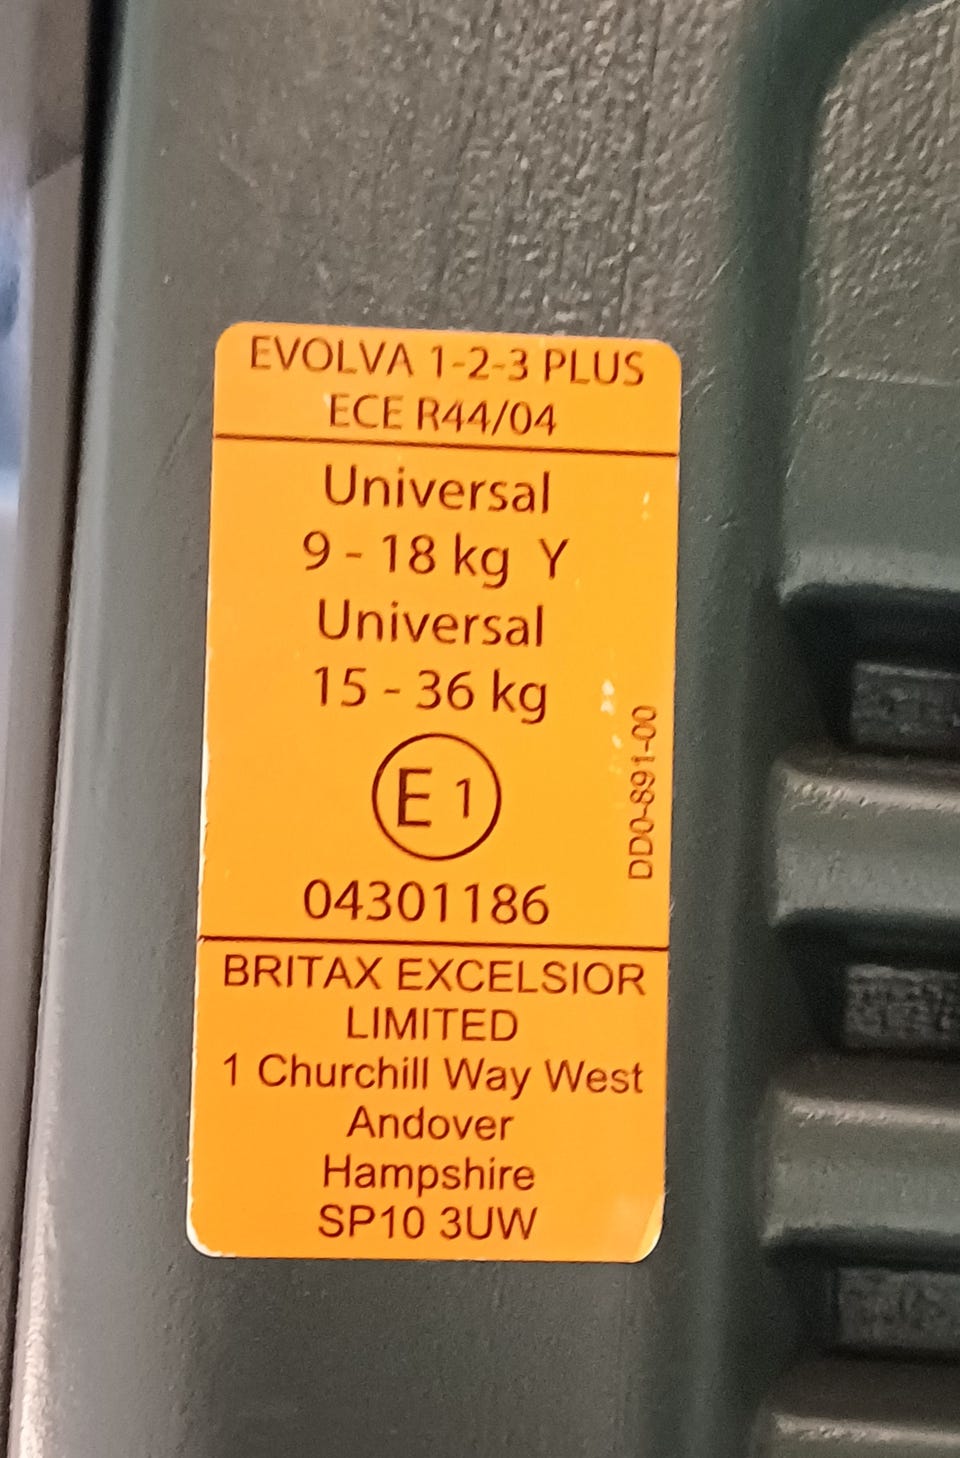 EVOLVA 1-2-3 PLUS
ECE R44/04
Universal
9 - 18 kg Y
Universal
15 - 36 kg
E 1
04301186
DD0-891-00
BRITAX EXCELSIOR
LIMITED
1 Churchill Way West
Andover
Hampshire
SP10 3UW